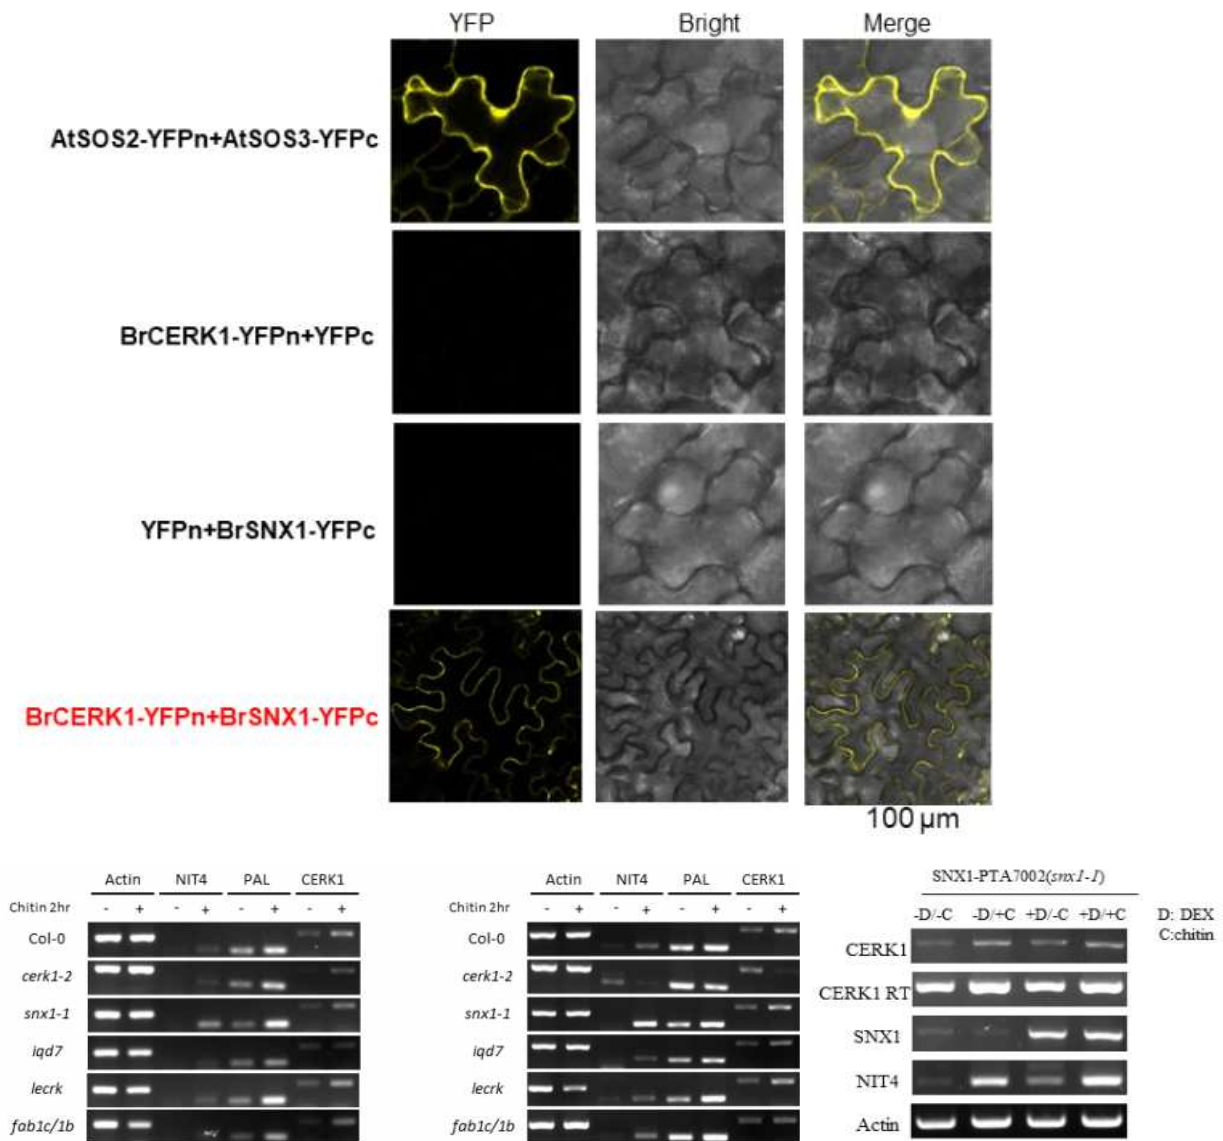 YFP Bright Merge
AtSOS2-YFPn+AtSOS3-YFPc
BrCERK1-YFPn+YFPc
YFPn+BrSNX1-YFPc
BrCERK1-YFPn+BrSNX1-YFPc
100 µm
Actin NIT4 PAL CERK1
Chitin 2hr - + - + - + - +
Col-0
cerk1-2
snx1-1
iqd7
lecrk
fab1c/1b
Actin NIT4 PAL CERK1
Chitin 2hr - + - + - + - +
Col-0
cerk1-2
snx1-1
iqd7
lecrk
fab1c/1b
SNX1-PTA7002(snx1-1)
-D/-C -D/+C +D/-C +D/+C
D: DEX
C:chitin
CERK1
CERK1 RT
SNX1
NIT4
Actin